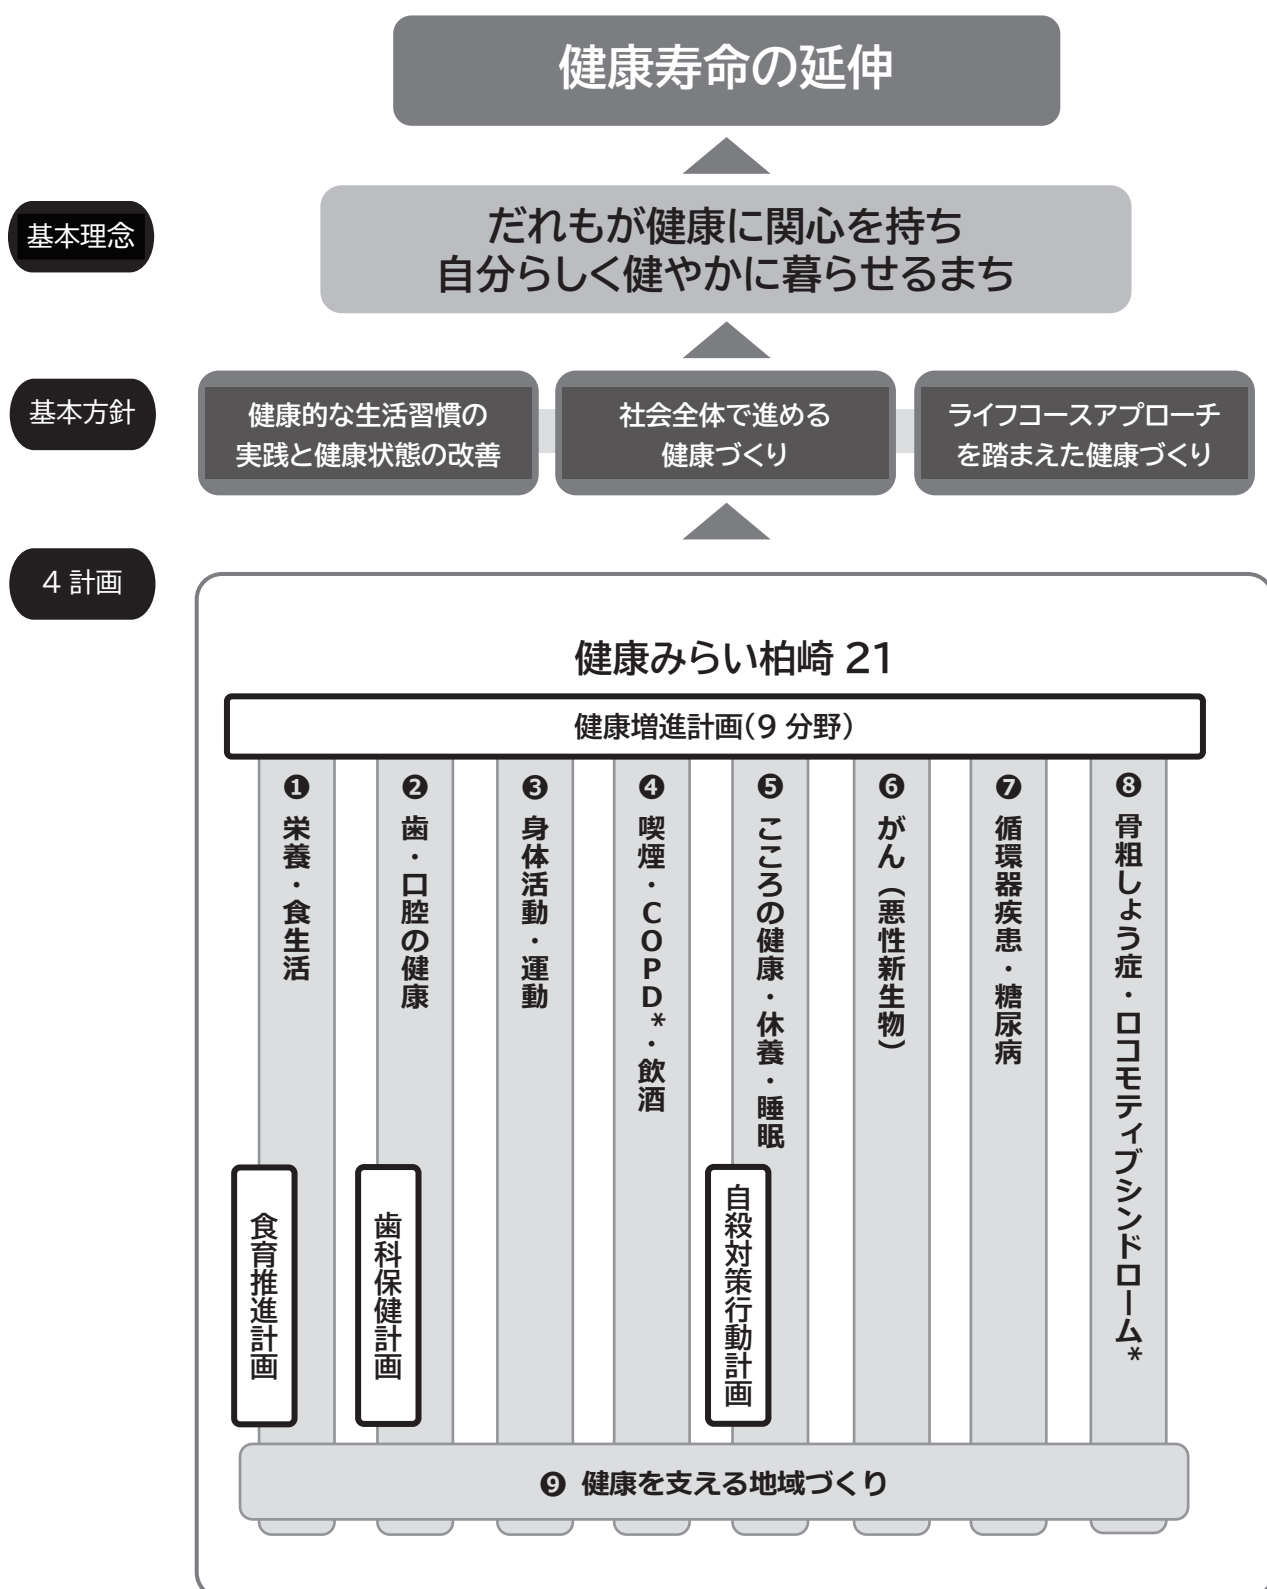 健康寿命の延伸
基本理念
だれもが健康に関心を持ち
自分らしく健やかに暮らせるまち
基本方針
健康的な生活習慣の
実践と健康状態の改善
社会全体で進める
健康づくり
ライフコースアプローチ
を踏まえた健康づくり
4 計画
健康みらい柏崎 21
健康増進計画(9 分野)
❶ 栄養・食生活
❷ 歯・口腔の健康
❸ 身体活動・運動
❹ 喫煙・COPD*・飲酒
❺ こころの健康・休養・睡眠
❻ がん（悪性新生物）
❼ 循環器疾患・糖尿病
❽ 骨粗しょう症・ロコモティブシンドローム*
食育推進計画
歯科保健計画
自殺対策行動計画
❾ 健康を支える地域づくり